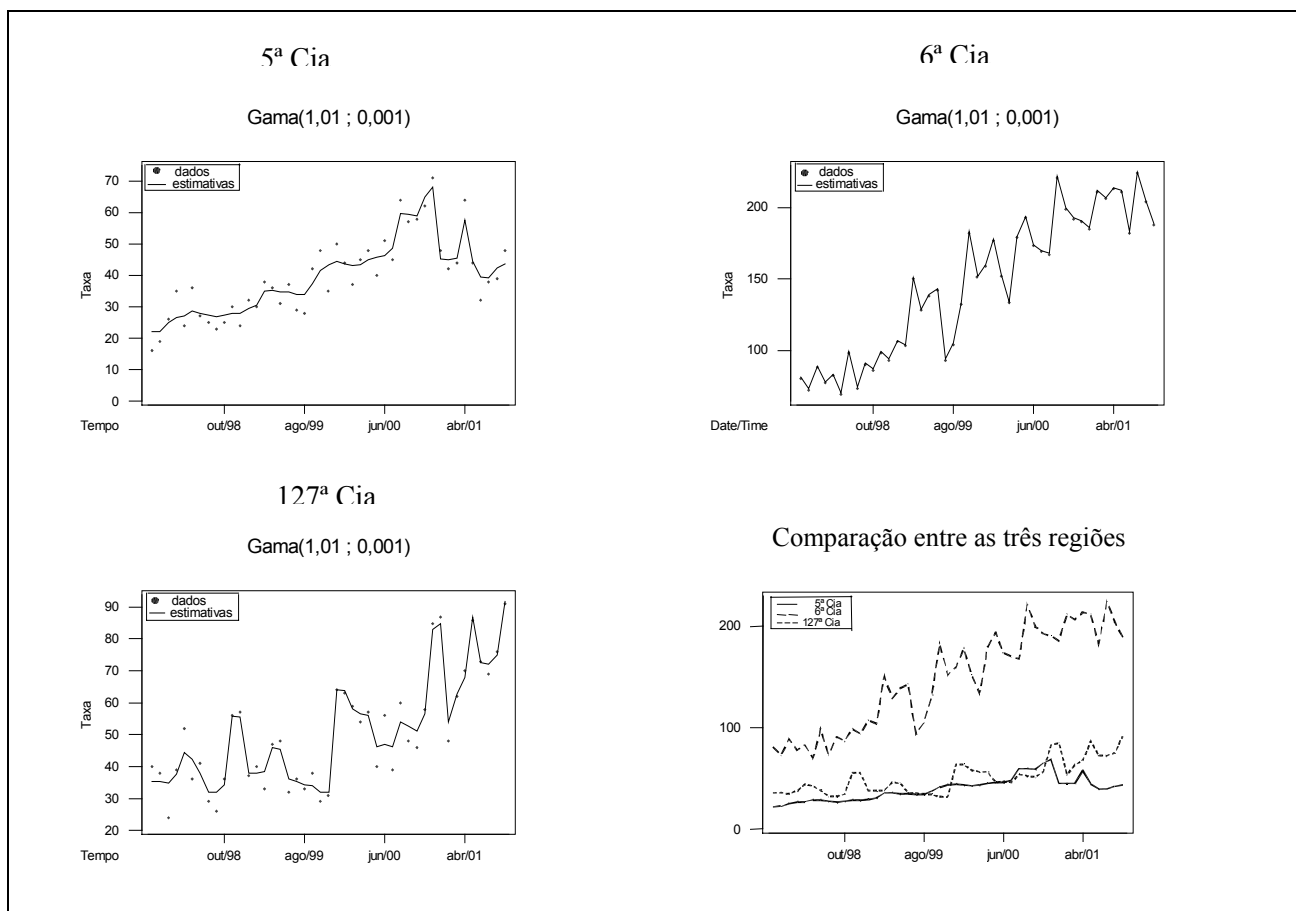 5ª Cia
Gama(1,01 ; 0,001)
dados
estimativas
70
60
50
40
30
20
10
0
Taxa
Tempo
out/98
ago/99
jun/00
abr/01
6ª Cia
Gama(1,01 ; 0,001)
dados
estimativas
200
150
100
Taxa
Date/Time
out/98
ago/99
jun/00
abr/01
127ª Cia
Gama(1,01 ; 0,001)
dados
estimativas
90
80
70
60
50
40
30
20
Taxa
Tempo
out/98
ago/99
jun/00
abr/01
Comparação entre as três regiões
5ª Cia
6ª Cia
127ª Cia
200
100
0
out/98
ago/99
jun/00
abr/01